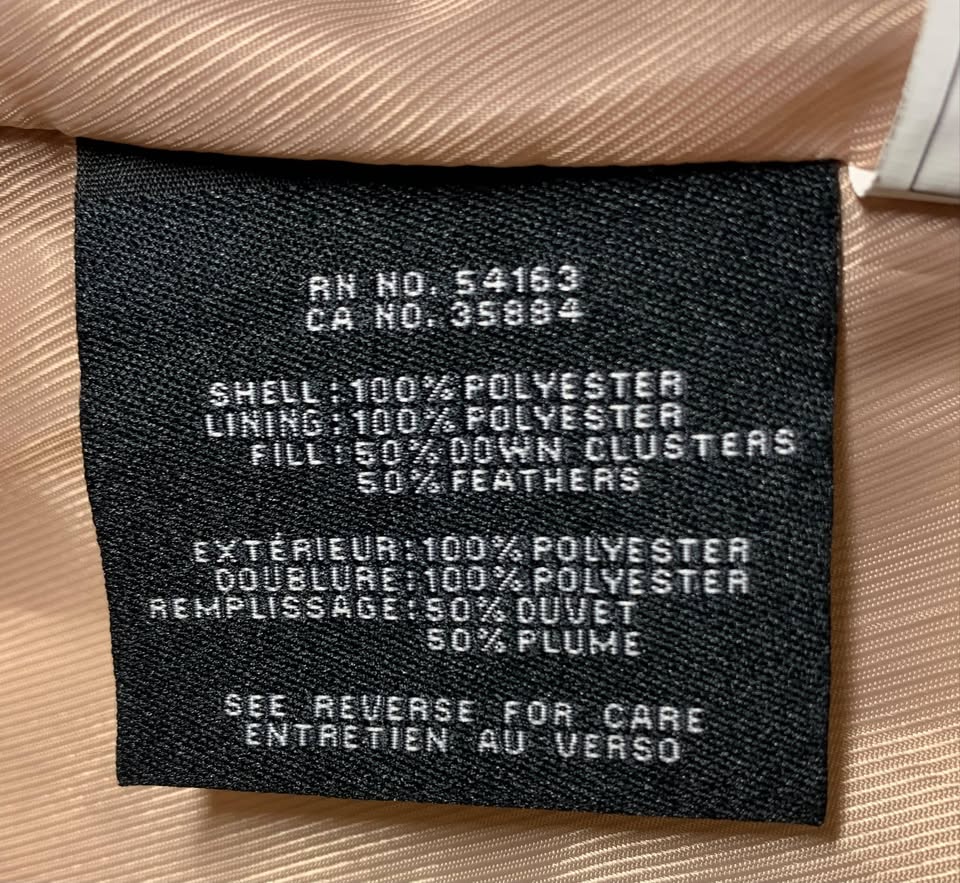 RN NO. 54163
CA NO. 35884
SHELL:100%POLYESTER
LINING:100%POLYESTER
FILL:50%DOWN CLUSTERS
50%FEATHERS
EXTÉRIEUR:100%POLYESTER
DOUBLURE:100%POLYESTER
REMPLISSAGE:50%DUVET
50%PLUME
SEE REVERSE FOR CARE
ENTRETIEN AU VERSO